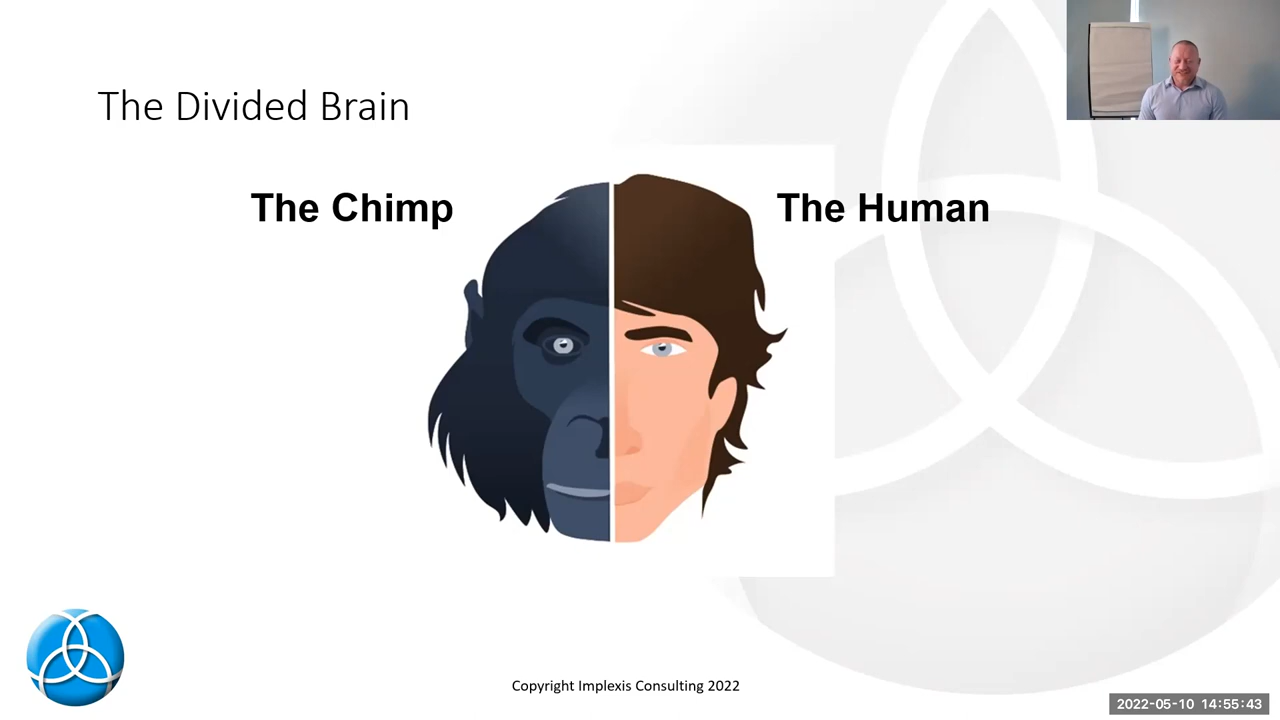 The Divided Brain
The Chimp
The Human
Copyright Implexis Consulting 2022
2022-05-10 14:55:43